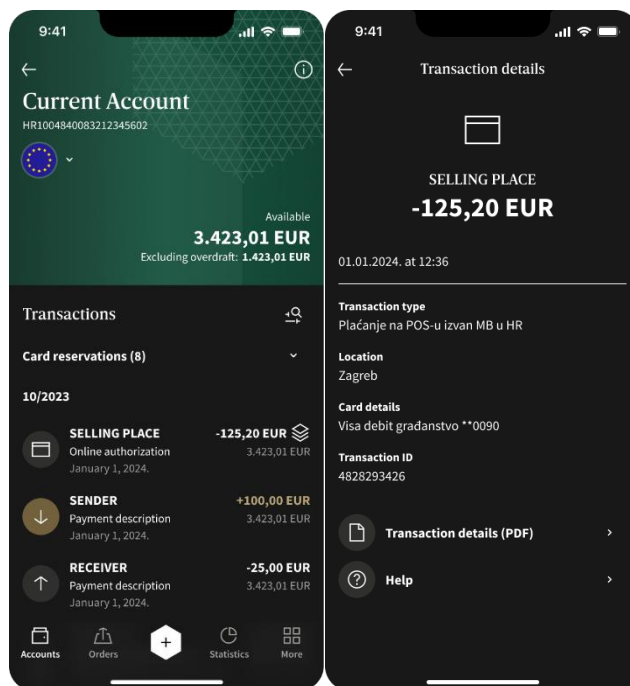 9:41
Current Account
HR1004840083212345602
Available
3.423,01 EUR
Excluding overdraft: 1.423,01 EUR
Transactions
Card reservations (8)
10/2023
SELLING PLACE -125,20 EUR
Online authorization 3.423,01 EUR
January 1, 2024.
SENDER +100,00 EUR
Payment description 3.423,01 EUR
January 1, 2024.
RECEIVER -25,00 EUR
Payment description 3.423,01 EUR
January 1, 2024.
Accounts Orders + Statistics More
9:41
Transaction details
SELLING PLACE
-125,20 EUR
01.01.2024. at 12:36
Transaction type
Plaćanje na POS-u izvan MB u HR
Location
Zagreb
Card details
Visa debit građanstvo **0090
Transaction ID
4828293426
Transaction details (PDF)
Help